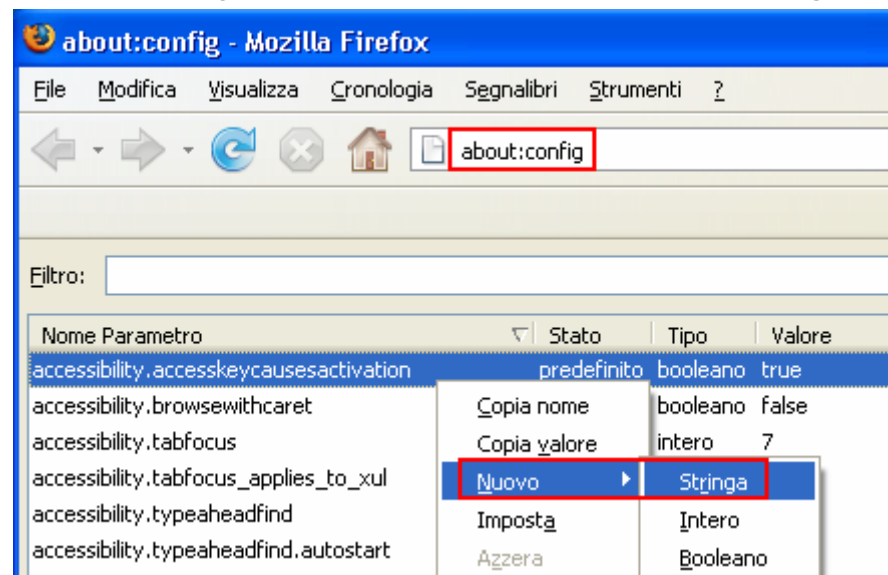 about:config - Mozilla Firefox
File Modifica Visualizza Cronologia Segnalibri Strumenti ?
about:config
Filtro:
Nome Parametro Stato Tipo Valore
accessibility.accesskeycausesactivation predefinito booleano true
accessibility.browsewithcaret Copia nome booleano false
accessibility.tabfocus Copia valore intero 7
accessibility.tabfocus_applies_to_xul Nuovo Stringa
accessibility.typeaheadfind Imposta Intero
accessibility.typeaheadfind.autostart Azzera Booleano